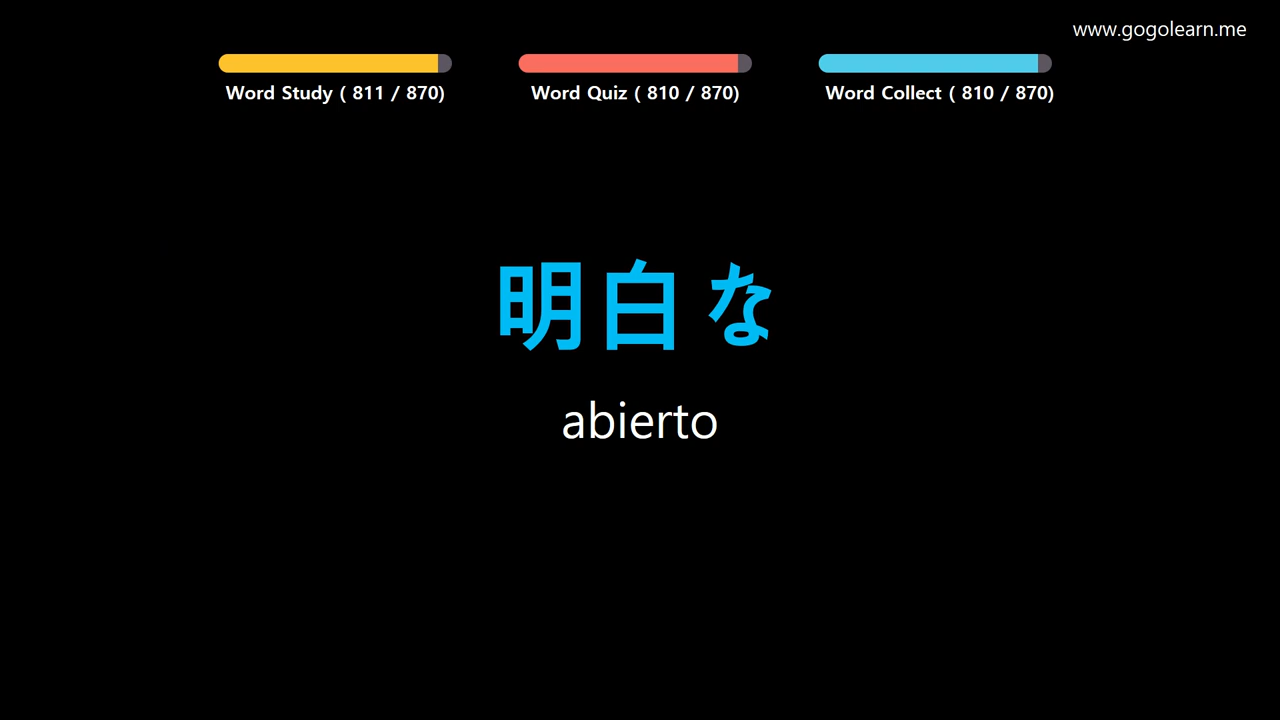 www.gogolearn.me
Word Study ( 811 / 870)
Word Quiz ( 810 / 870)
Word Collect ( 810 / 870)
明白な
abierto